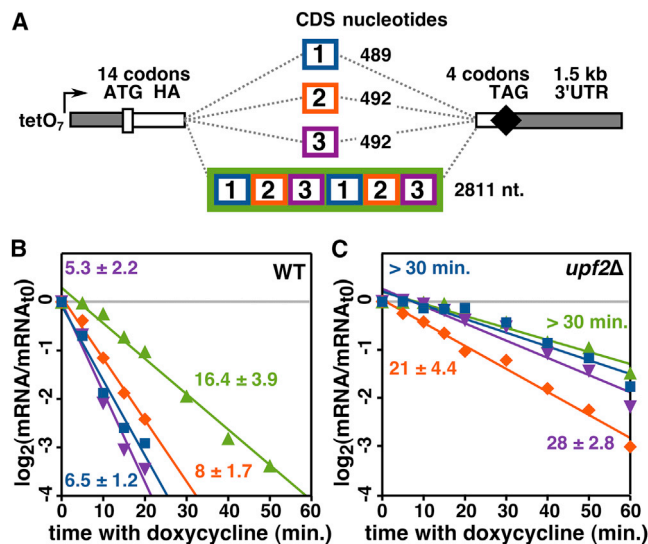 A
CDS nucleotides
1 489
14 codons
ATG HA
4 codons 1.5 kb
TAG 3'UTR
2 492
tetO7
3 492
1 2 3 1 2 3 2811 nt.
B
WT
5.3 ± 2.2
16.4 ± 3.9
8 ± 1.7
6.5 ± 1.2
log2(mRNA/mRNAt0)
0
-1
-2
-3
-4
0 10 20 30 40 50 60
time with doxycycline (min.)
C
upf2Δ
> 30 min.
> 30 min.
21 ± 4.4
28 ± 2.8
log2(mRNA/mRNAt0)
0
-1
-2
-3
-4
0 10 20 30 40 50 60
time with doxycycline (min.)